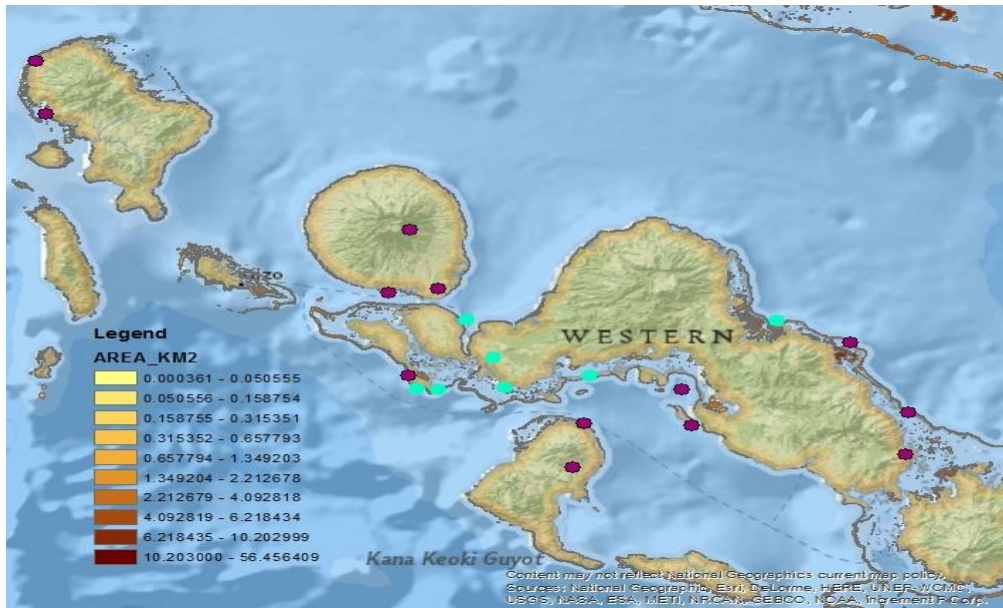 IZO
WESTERN
Legend
AREA_KM2
0.000361 - 0.050555
0.050556 - 0.158754
0.158755 - 0.315351
0.315352 - 0.657793
0.657794 - 1.349203
1.349204 - 2.212678
2.212679 - 4.092818
4.092819 - 6.218434
6.218435 - 10.202999
10.203000 - 56.456409
Kana Keoki Guyot
Content may not reflect National Geographic's current map policy.
Sources: National Geographic, Esri, DeLorme, HERE, UNEP-WCMC,
USGS, NASA, ESA, METI, NRCAN, GEBCO, NOAA, increment P Corp.